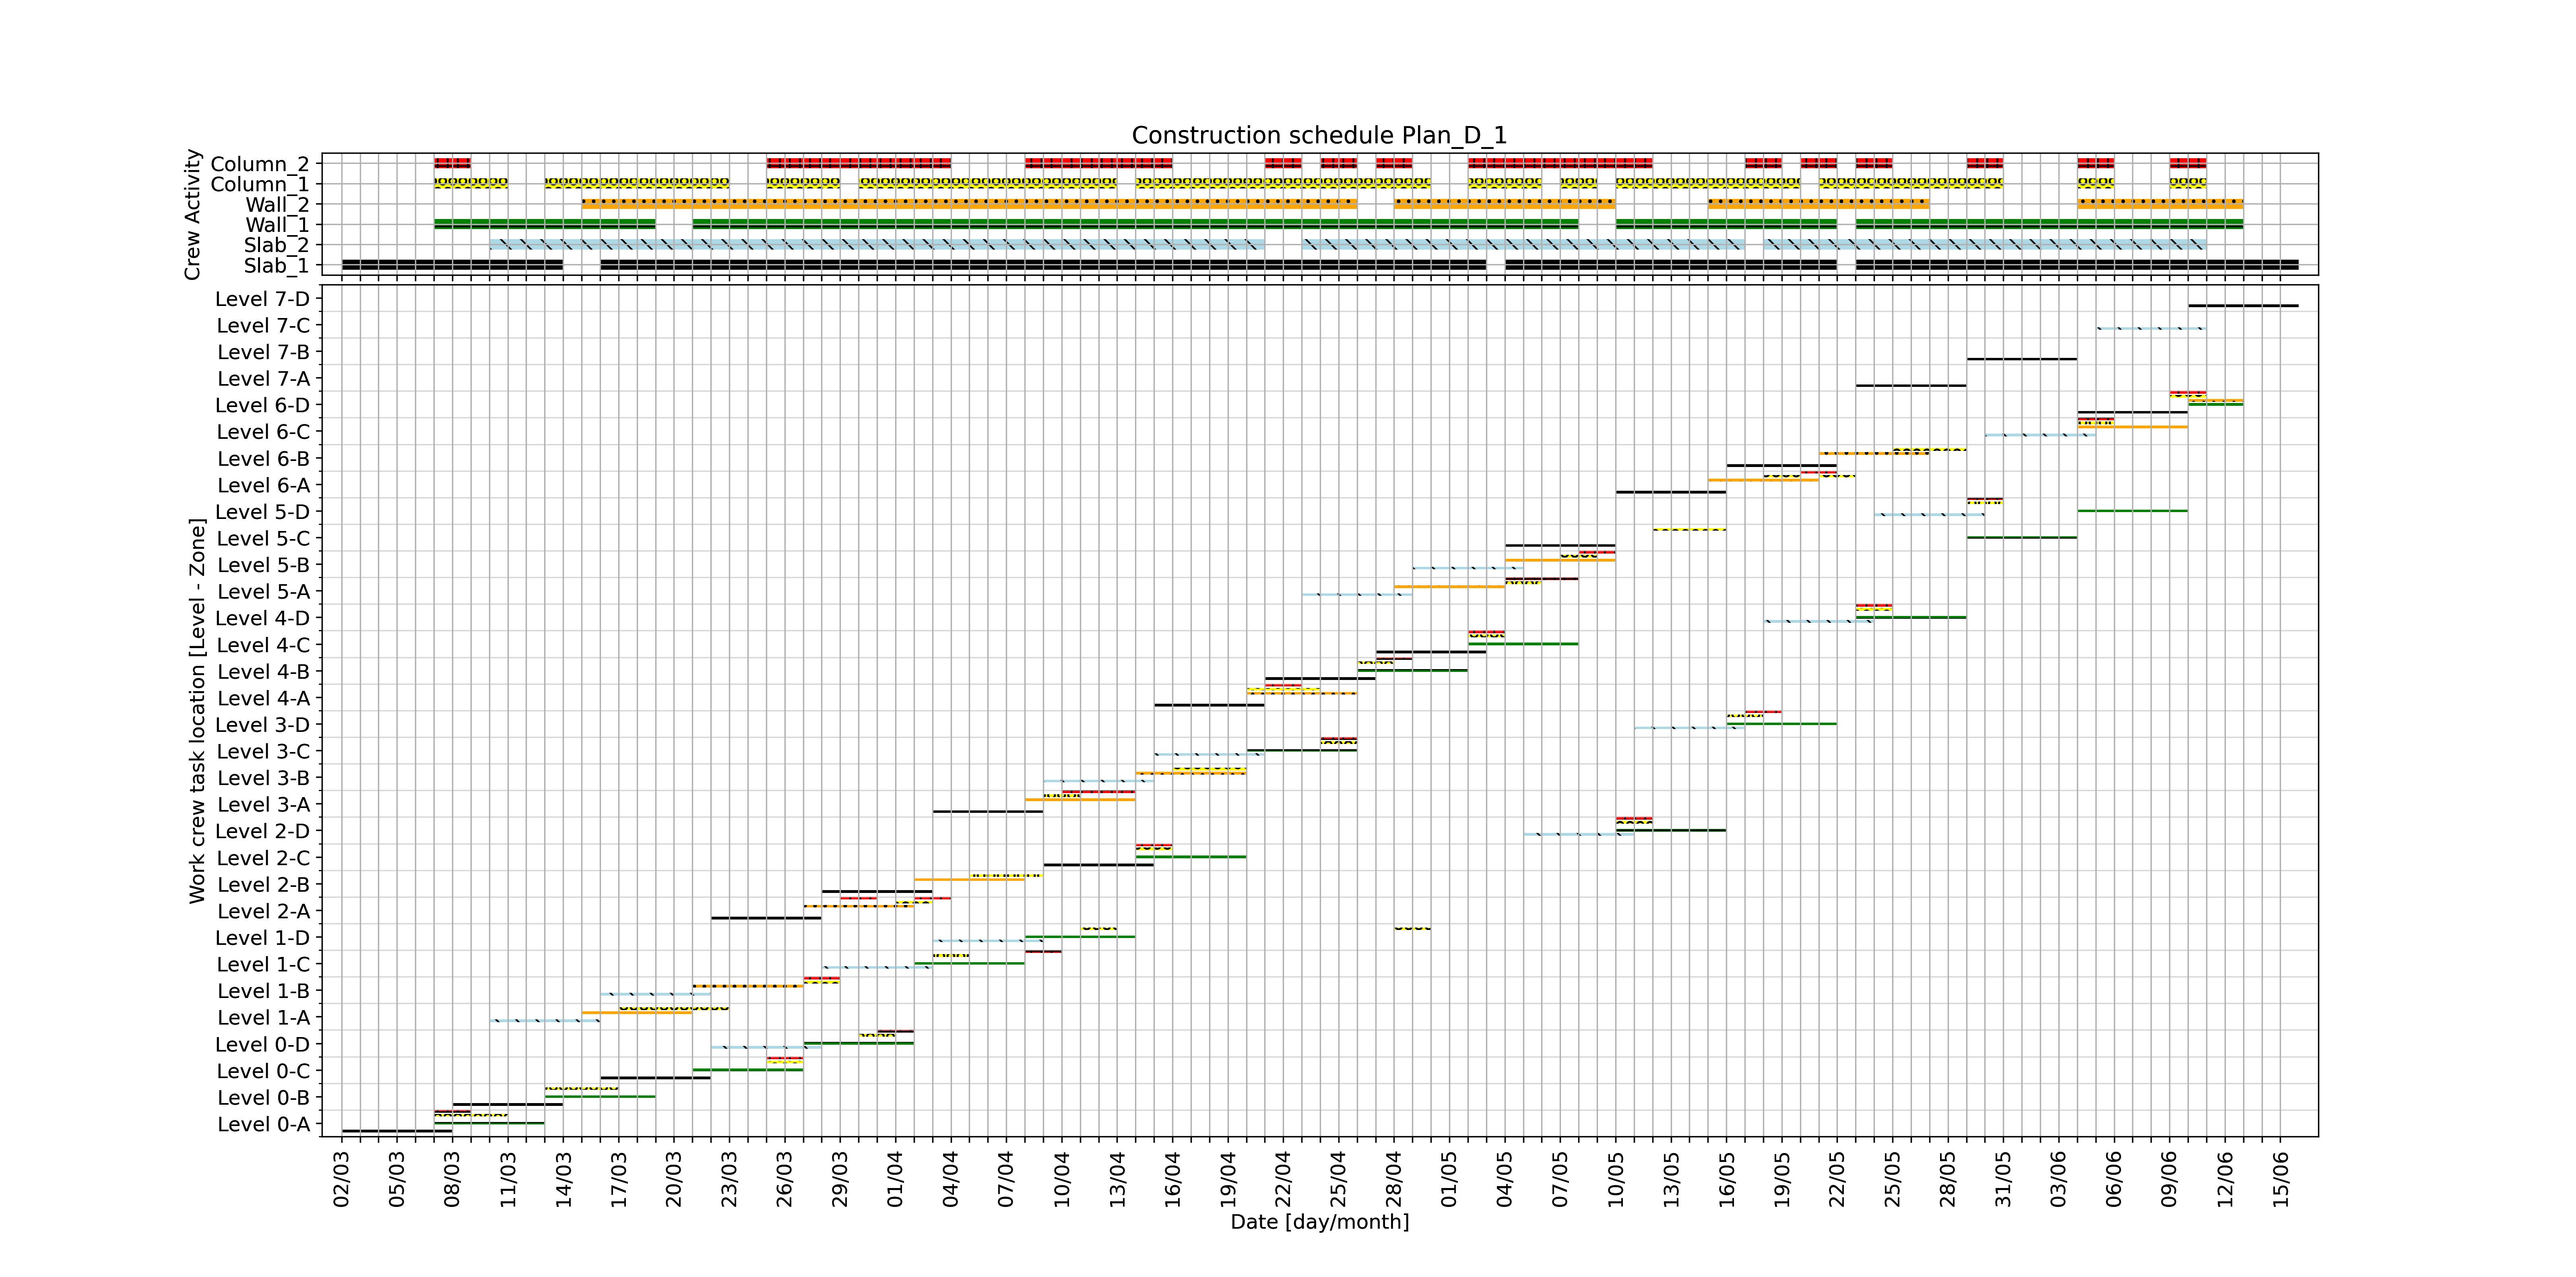 Construction schedule Plan_D_1
Crew Activity
Column_2
Column_1
Wall_2
Wall_1
Slab_2
Slab_1
Work crew task location [Level - Zone]
Level 7-D
Level 7-C
Level 7-B
Level 7-A
Level 6-D
Level 6-C
Level 6-B
Level 6-A
Level 5-D
Level 5-C
Level 5-B
Level 5-A
Level 4-D
Level 4-C
Level 4-B
Level 4-A
Level 3-D
Level 3-C
Level 3-B
Level 3-A
Level 2-D
Level 2-C
Level 2-B
Level 2-A
Level 1-D
Level 1-C
Level 1-B
Level 1-A
Level 0-D
Level 0-C
Level 0-B
Level 0-A
02/03
05/03
08/03
11/03
14/03
17/03
20/03
23/03
26/03
29/03
01/04
04/04
07/04
10/04
13/04
16/04
19/04
22/04
25/04
28/04
01/05
04/05
07/05
10/05
13/05
16/05
19/05
22/05
25/05
28/05
31/05
03/06
06/06
09/06
12/06
15/06
Date [day/month]